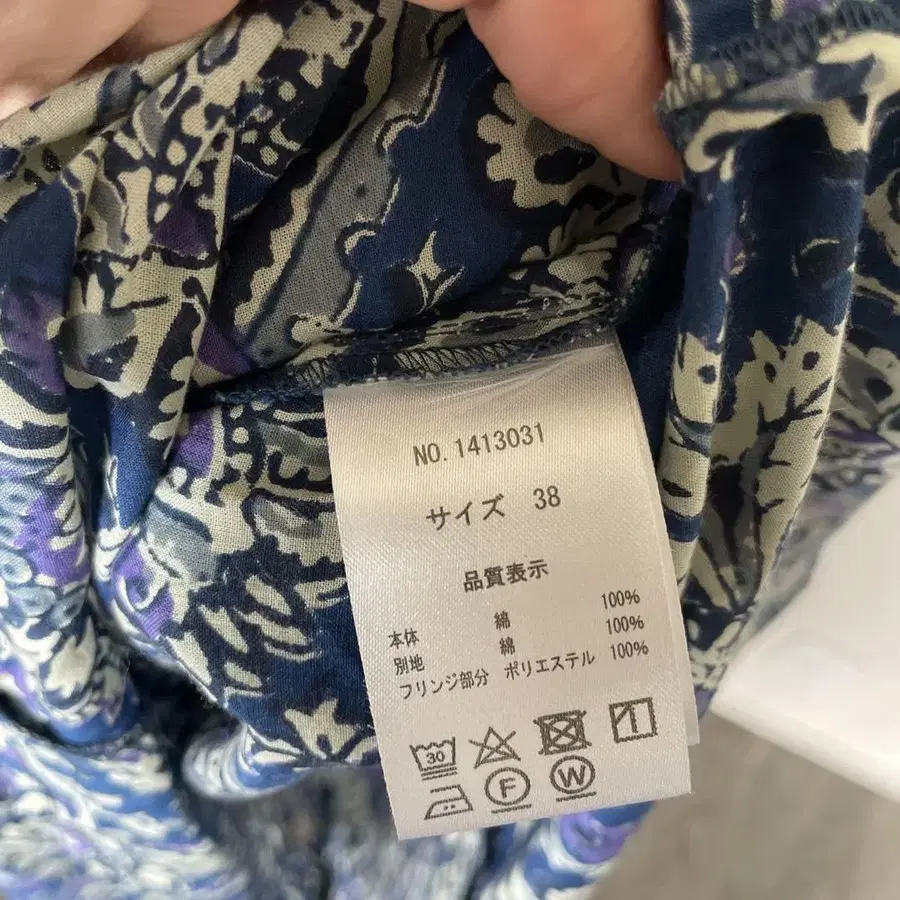 NO.1413031
サイズ 38
品質表示
本体 綿 100%
別地 綿 100%
フリンジ部分 ポリエステル 100%
30
F W